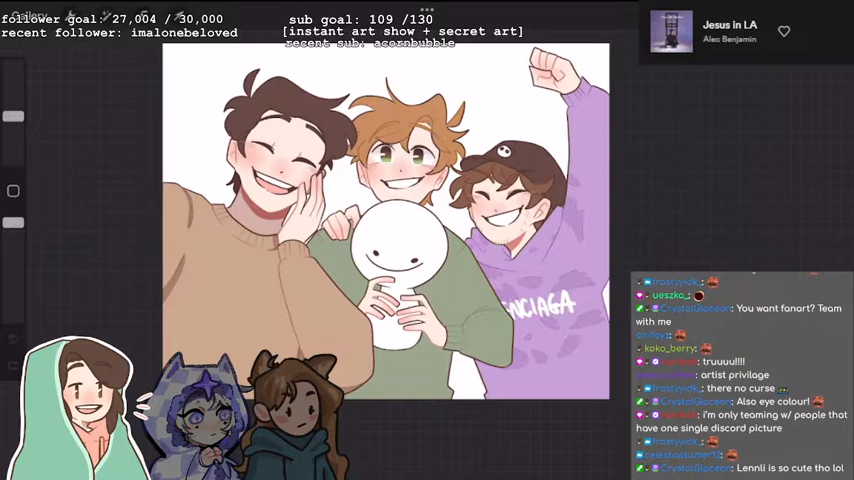 follower goal: 27,004 / 30,000
recent follower: imalonebeloved
sub goal: 109 /130
[instant art show + secret art]
recent sub: acornbubble
Jesus in LA
Alec Benjamin
ENCIAGA
frostyyidk_:
ueszka_:
CrystalGlaceon: You want fanart? Team
with me
koko_berry:
truuuu!!!!
artist privilage
frostyyidk_: there no curse
CrystalGlaceon: Also eye colour!
i'm only teaming w/ people that
have one single discord picture
frostyyidk_:
CrystalGlaceon: Lennli is so cute tho lol